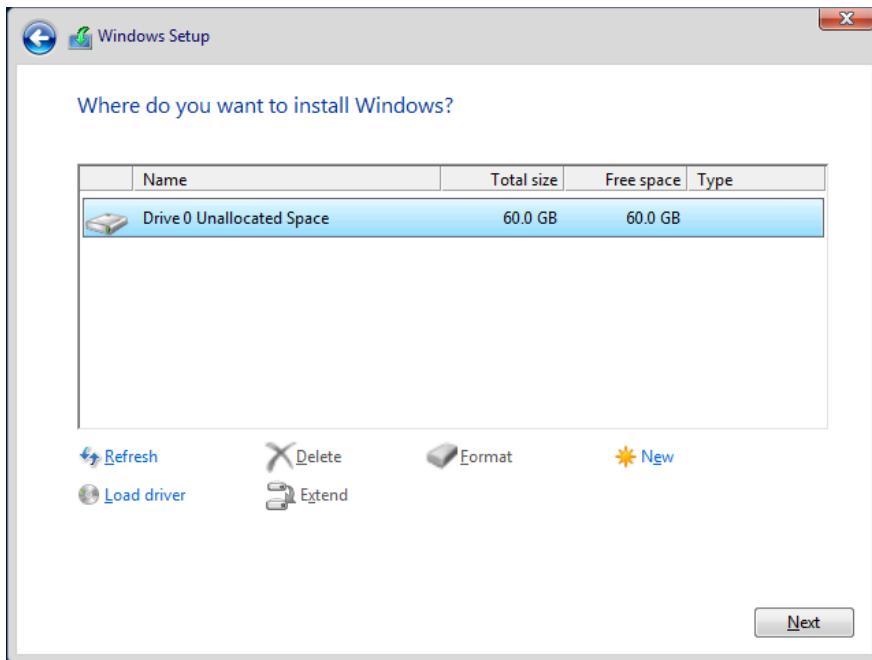 Windows Setup
Where do you want to install Windows?
Name Total size Free space Type
Drive 0 Unallocated Space 60.0 GB 60.0 GB
Refresh Delete Format New
Load driver Extend
Next